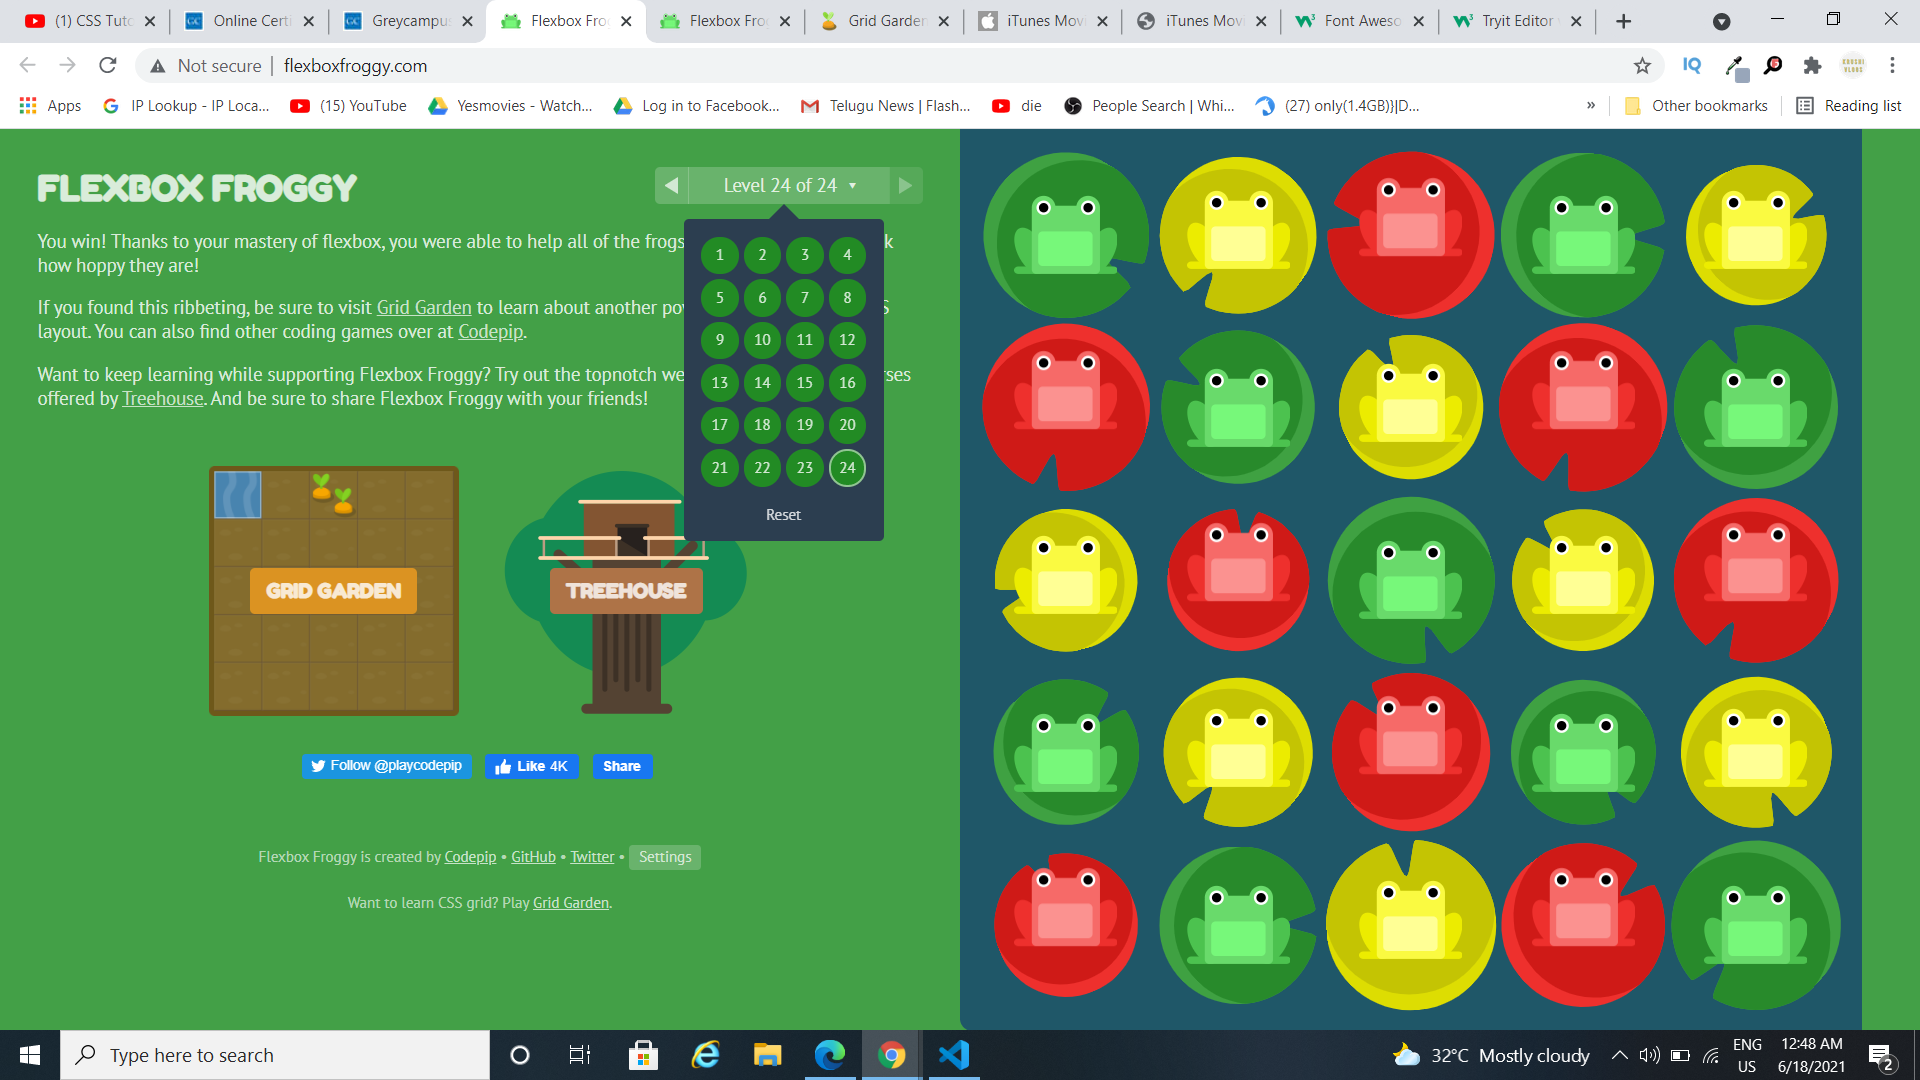 (1) CSS Tuto
Online Certi
Greycampus
Flexbox Fro
Flexbox Fro
Grid Garden
iTunes Mov
iTunes Movi
Font Aweso
Tryit Editor
Not secure
flexboxfroggy.com
Apps
IP Lookup - IP Loca...
(15) YouTube
Yesmovies - Watch...
Log in to Facebook...
Telugu News | Flash...
die
People Search | Whi...
(27) only(1.4GB)}|D...
»
Other bookmarks
Reading list
FLEXBOX FROGGY
Level 24 of 24
You win! Thanks to your mastery of flexbox, you were able to help all of the frogs
how hoppy they are!
If you found this ribbeting, be sure to visit Grid Garden to learn about another
layout. You can also find other coding games over at Codepip.
Want to keep learning while supporting Flexbox Froggy? Try out the topnotch
offered by Treehouse. And be sure to share Flexbox Froggy with your friends!
1 2 3 4
5 6 7 8
9 10 11 12
13 14 15 16
17 18 19 20
21 22 23 24
Reset
GRID GARDEN
TREEHOUSE
Follow @playcodepip
Like 4K
Share
Flexbox Froggy is created by Codepip • GitHub • Twitter • Settings
Want to learn CSS grid? Play Grid Garden.
Type here to search
32°C Mostly cloudy
ENG
US
12:48 AM
6/18/2021
2